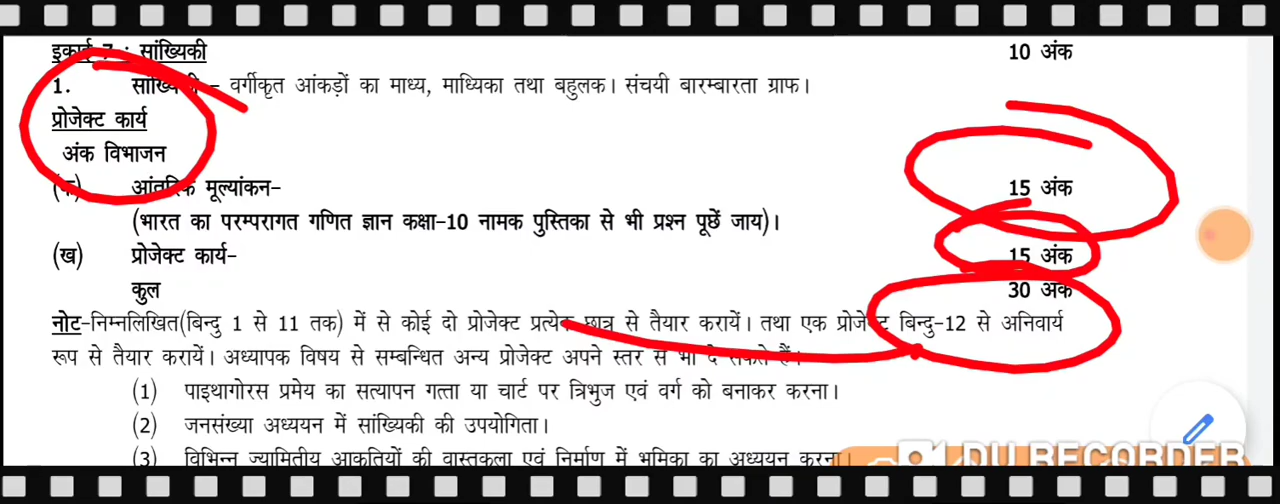 इकाई 7 : सांख्यिकी 10 अंक
1. सांख्यिकी – वर्गीकृत आंकड़ों का माध्य, माध्यिका तथा बहुलक। संचयी बारम्बारता ग्राफ।
प्रोजेक्ट कार्य
अंक विभाजन
(क) आंतरिक मूल्यांकन– 15 अंक
(भारत का परम्परागत गणित ज्ञान कक्षा–10 नामक पुस्तिका से भी प्रश्न पूछें जाय)।
(ख) प्रोजेक्ट कार्य– 15 अंक
कुल 30 अंक
नोट–निम्नलिखित(बिन्दु 1 से 11 तक) में से कोई दो प्रोजेक्ट प्रत्येक छात्र से तैयार करायें। तथा एक प्रोजेक्ट बिन्दु–12 से अनिवार्य
रूप से तैयार करायें। अध्यापक विषय से सम्बन्धित अन्य प्रोजेक्ट अपने स्तर से भी दे सकते हैं।
(1) पाइथागोरस प्रमेय का सत्यापन गत्ता या चार्ट पर त्रिभुज एवं वर्ग को बनाकर करना।
(2) जनसंख्या अध्ययन में सांख्यिकी की उपयोगिता।
(3) विभिन्न ज्यामितीय आकृतियों की वास्तुकला एवं निर्माण में भूमिका का अध्ययन करना।
DU RECORDER